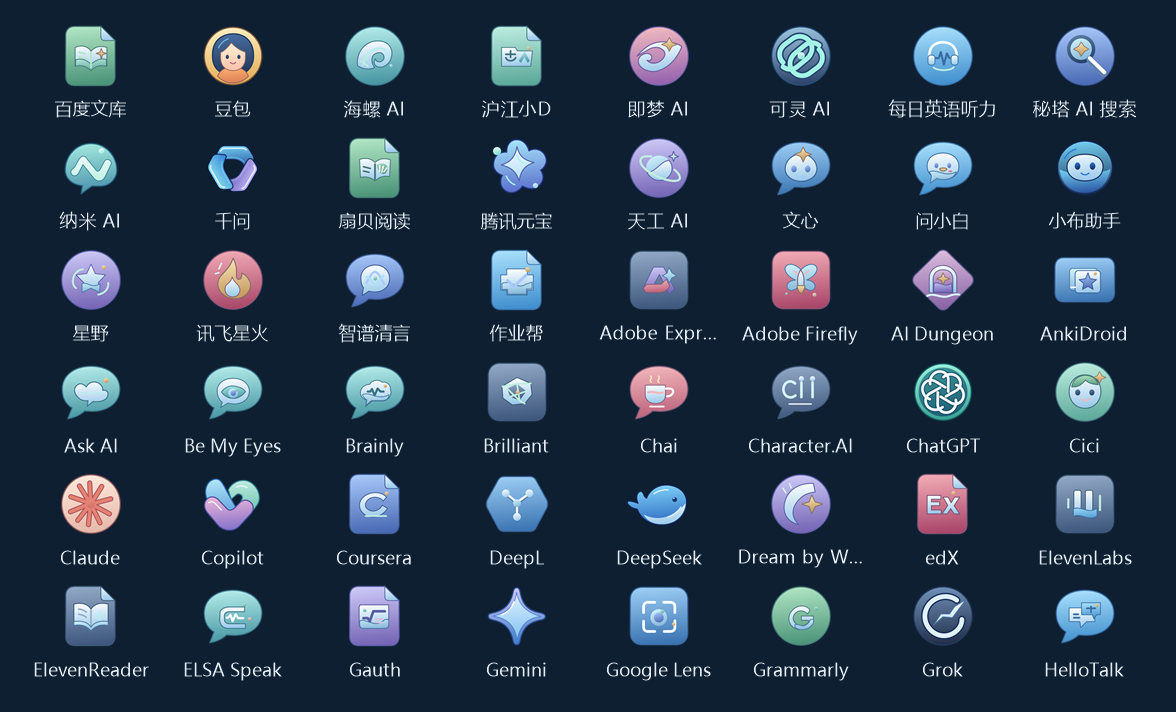 百度文库
豆包
海螺 AI
沪江小D
即梦 AI
可灵 AI
每日英语听力
秘塔 AI 搜索
纳米 AI
千问
扇贝阅读
腾讯元宝
天工 AI
文心
问小白
小布助手
星野
讯飞星火
智谱清言
作业帮
Adobe Expr...
Adobe Firefly
AI Dungeon
AnkiDroid
Ask AI
Be My Eyes
Brainly
Brilliant
Chai
cii
Character.AI
ChatGPT
Cici
Claude
Copilot
Coursera
DeepL
DeepSeek
Dream by W...
EX
edX
ElevenLabs
ElevenReader
ELSA Speak
Gauth
Gemini
Google Lens
G
Grammarly
Grok
HelloTalk